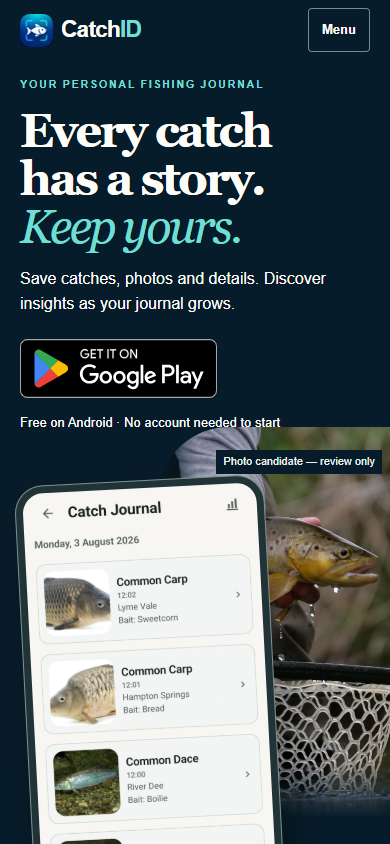 CatchID
Menu
YOUR PERSONAL FISHING JOURNAL
Every catch
has a story.
Keep yours.
Save catches, photos and details. Discover
insights as your journal grows.
GET IT ON
Google Play
Free on Android · No account needed to start
Photo candidate — review only
Catch Journal
Monday, 3 August 2026
Common Carp
12:02
Lyme Vale
Bait: Sweetcorn
Common Carp
12:01
Hampton Springs
Bait: Bread
Common Dace
12:00
River Dee
Bait: Boilie